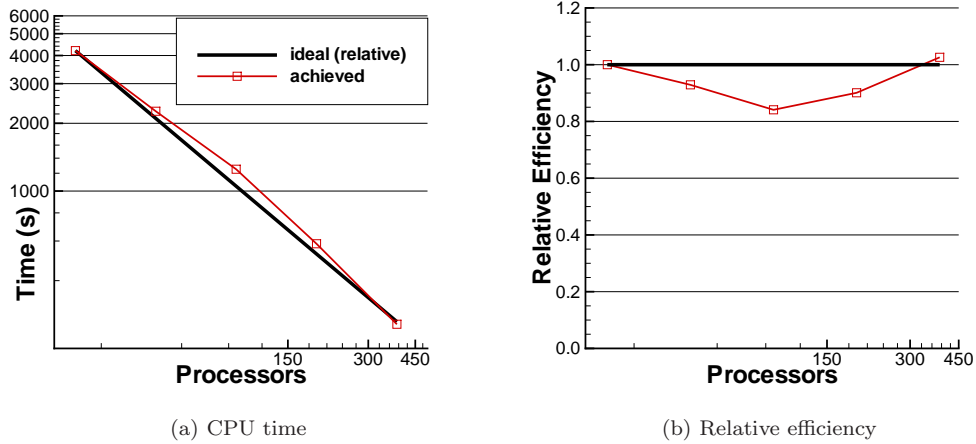 6000
4000
3000
2000
1000
Time (s)
ideal (relative)
achieved
150
300
450
Processors
(a) CPU time
1.2
1.0
0.8
0.6
0.4
0.2
0.0
Relative Efficiency
150
300
450
Processors
(b) Relative efficiency